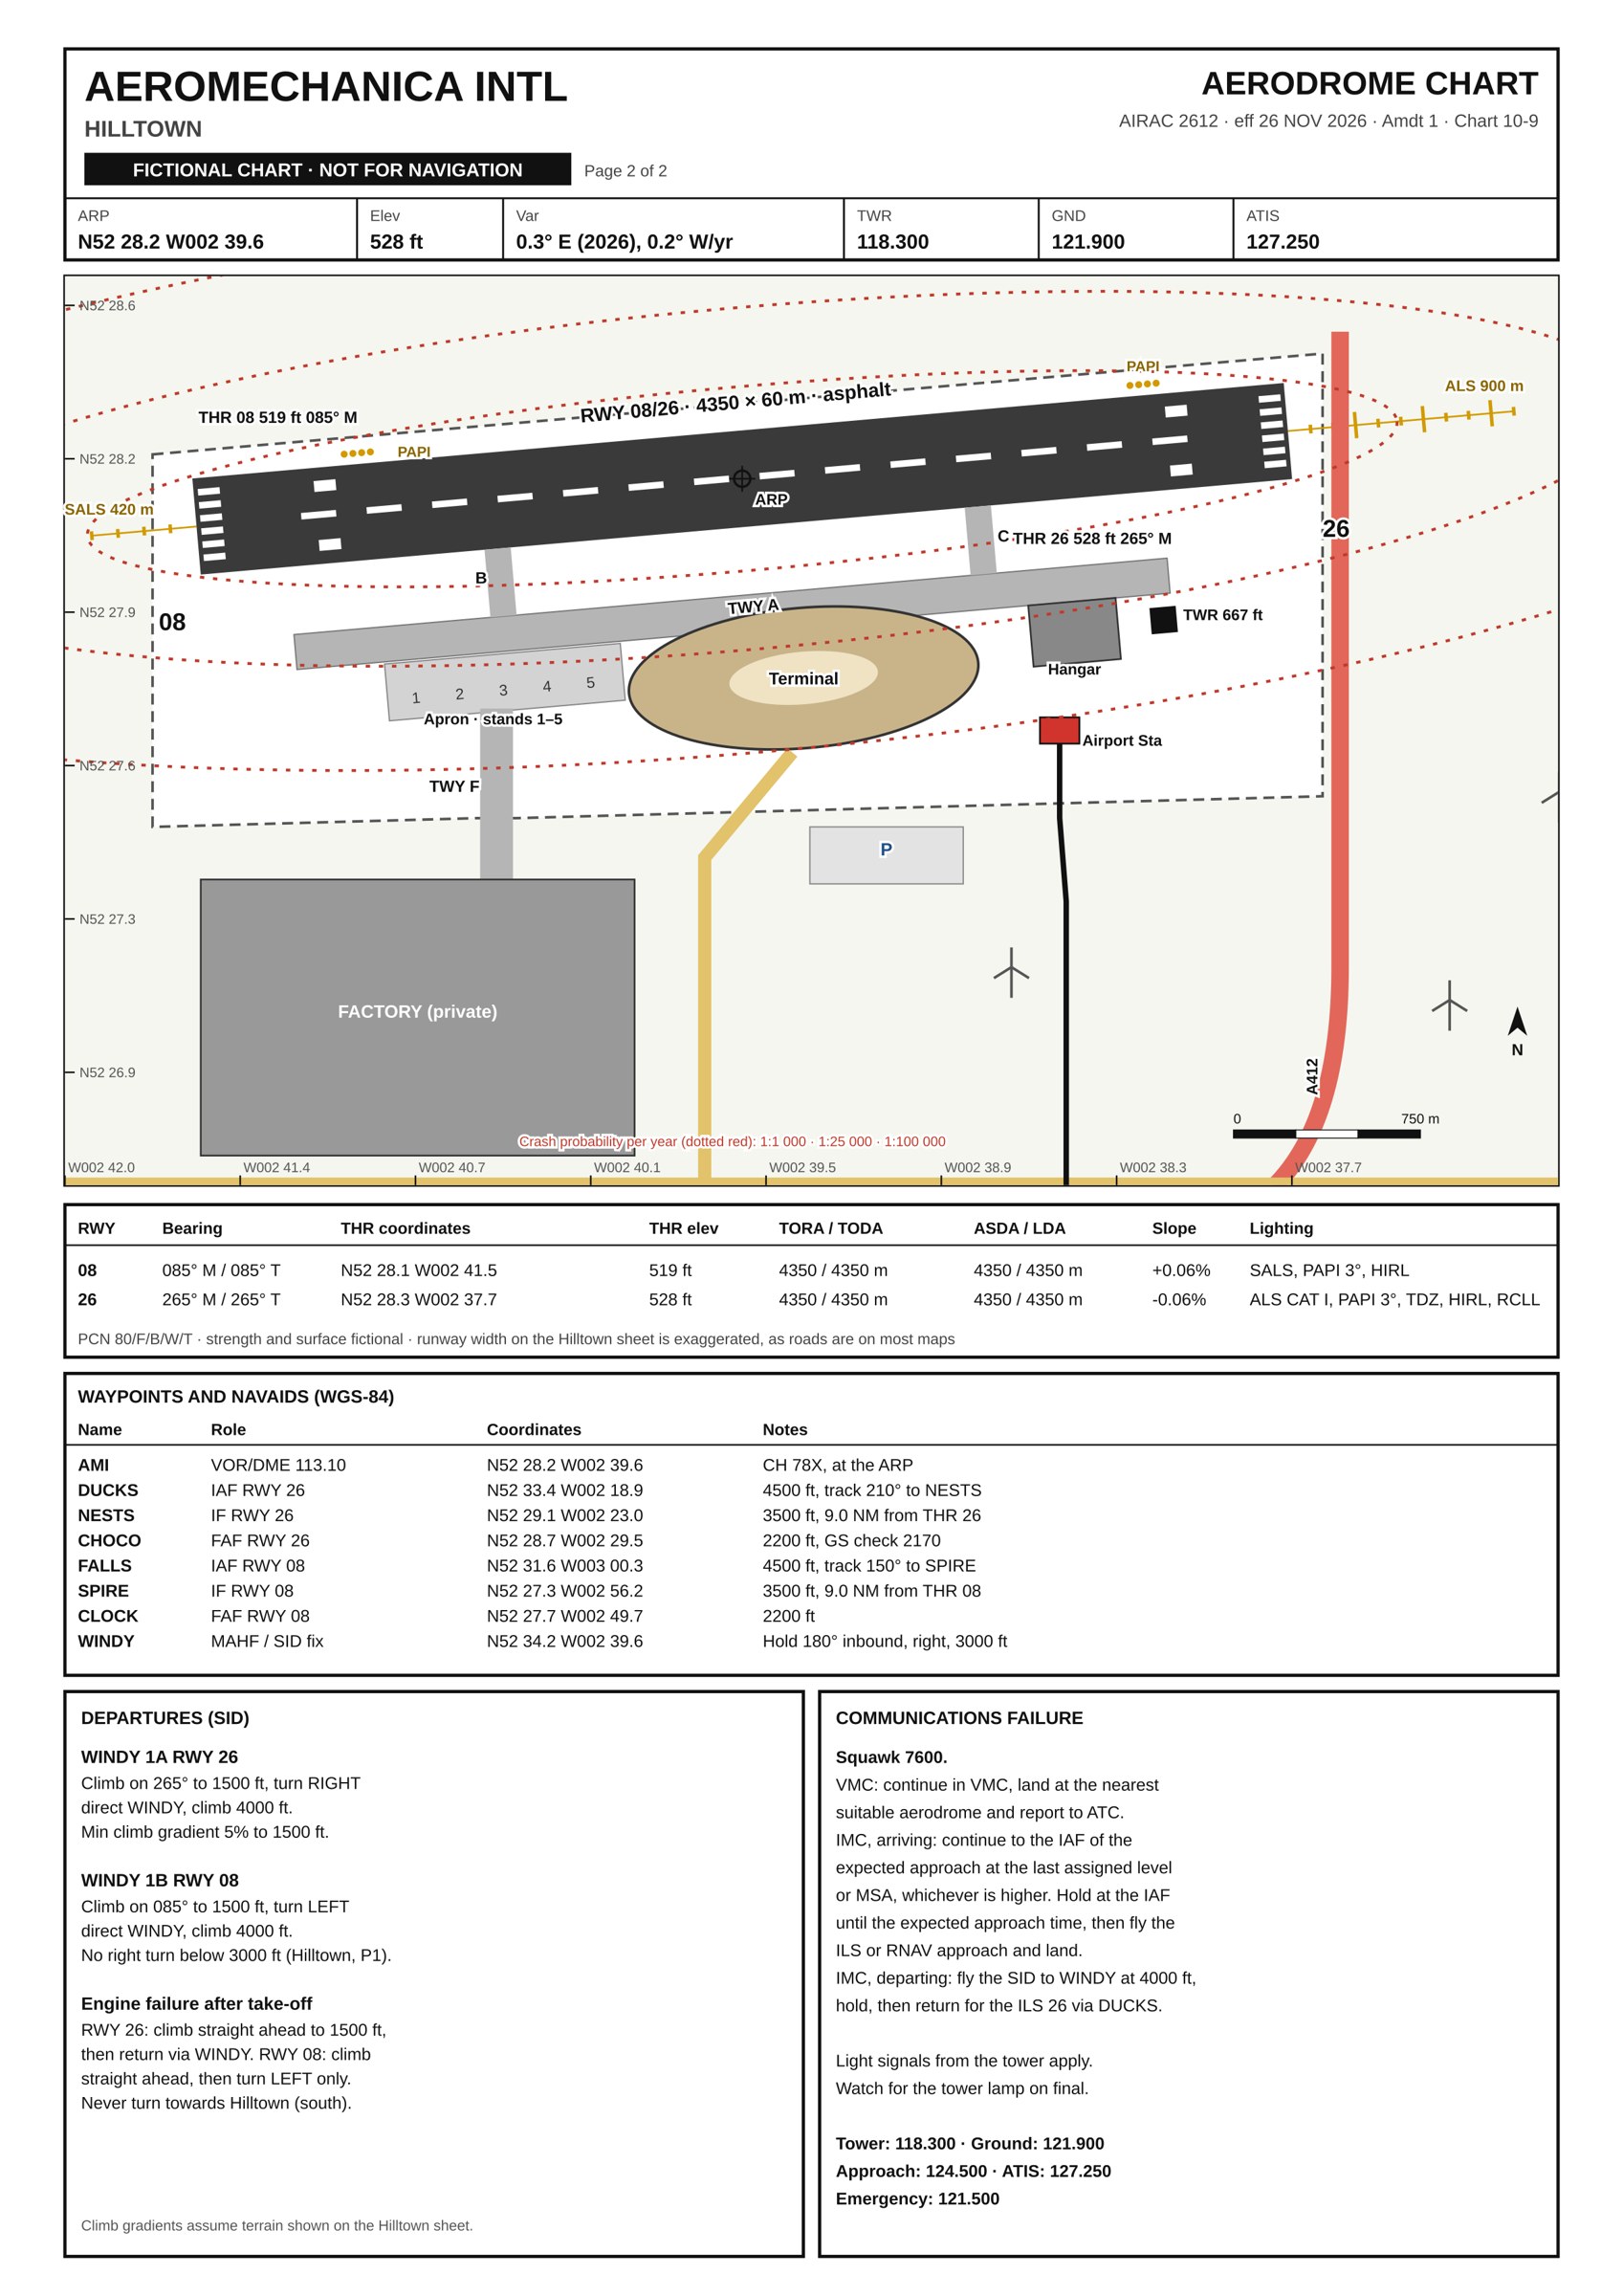 AEROMECHANICA INTL
HILLTOWN
FICTIONAL CHART · NOT FOR NAVIGATION
Page 2 of 2
AERODROME CHART
AIRAC 2612 · eff 26 NOV 2026 · Amdt 1 · Chart 10-9
ARP
N52 28.2 W002 39.6
Elev
528 ft
Var
0.3° E (2026), 0.2° W/yr
TWR
118.300
GND
121.900
ATIS
127.250
N52 28.6
PAPI
ALS 900 m
RWY 08/26 · 4350 × 60 m · asphalt
THR 08 519 ft 085° M
PAPI
N52 28.2
ARP
SALS 420 m
26
C
THR 26 528 ft 265° M
B
N52 27.9
TWY A
08
TWR 667 ft
Hangar
Terminal
1 2 3 4 5
Apron · stands 1–5
Airport Sta
N52 27.6
TWY F
P
N52 27.3
FACTORY (private)
N
N52 26.9
A412
0 750 m
Crash probability per year (dotted red): 1:1 000 · 1:25 000 · 1:100 000
W002 42.0 W002 41.4 W002 40.7 W002 40.1 W002 39.5 W002 38.9 W002 38.3 W002 37.7
RWY Bearing THR coordinates THR elev TORA / TODA ASDA / LDA Slope Lighting
08 085° M / 085° T N52 28.1 W002 41.5 519 ft 4350 / 4350 m 4350 / 4350 m +0.06% SALS, PAPI 3°, HIRL
26 265° M / 265° T N52 28.3 W002 37.7 528 ft 4350 / 4350 m 4350 / 4350 m -0.06% ALS CAT I, PAPI 3°, TDZ, HIRL, RCLL
PCN 80/F/B/W/T · strength and surface fictional · runway width on the Hilltown sheet is exaggerated, as roads are on most maps
WAYPOINTS AND NAVAIDS (WGS-84)
Name Role Coordinates Notes
AMI VOR/DME 113.10 N52 28.2 W002 39.6 CH 78X, at the ARP
DUCKS IAF RWY 26 N52 33.4 W002 18.9 4500 ft, track 210° to NESTS
NESTS IF RWY 26 N52 29.1 W002 23.0 3500 ft, 9.0 NM from THR 26
CHOCO FAF RWY 26 N52 28.7 W002 29.5 2200 ft, GS check 2170
FALLS IAF RWY 08 N52 31.6 W003 00.3 4500 ft, track 150° to SPIRE
SPIRE IF RWY 08 N52 27.3 W002 56.2 3500 ft, 9.0 NM from THR 08
CLOCK FAF RWY 08 N52 27.7 W002 49.7 2200 ft
WINDY MAHF / SID fix N52 34.2 W002 39.6 Hold 180° inbound, right, 3000 ft
DEPARTURES (SID)
WINDY 1A RWY 26
Climb on 265° to 1500 ft, turn RIGHT
direct WINDY, climb 4000 ft.
Min climb gradient 5% to 1500 ft.
WINDY 1B RWY 08
Climb on 085° to 1500 ft, turn LEFT
direct WINDY, climb 4000 ft.
No right turn below 3000 ft (Hilltown, P1).
Engine failure after take-off
RWY 26: climb straight ahead to 1500 ft,
then return via WINDY. RWY 08: climb
straight ahead, then turn LEFT only.
Never turn towards Hilltown (south).
Climb gradients assume terrain shown on the Hilltown sheet.
COMMUNICATIONS FAILURE
Squawk 7600.
VMC: continue in VMC, land at the nearest
suitable aerodrome and report to ATC.
IMC, arriving: continue to the IAF of the
expected approach at the last assigned level
or MSA, whichever is higher. Hold at the IAF
until the expected approach time, then fly the
ILS or RNAV approach and land.
IMC, departing: fly the SID to WINDY at 4000 ft,
hold, then return for the ILS 26 via DUCKS.
Light signals from the tower apply.
Watch for the tower lamp on final.
Tower: 118.300 · Ground: 121.900
Approach: 124.500 · ATIS: 127.250
Emergency: 121.500